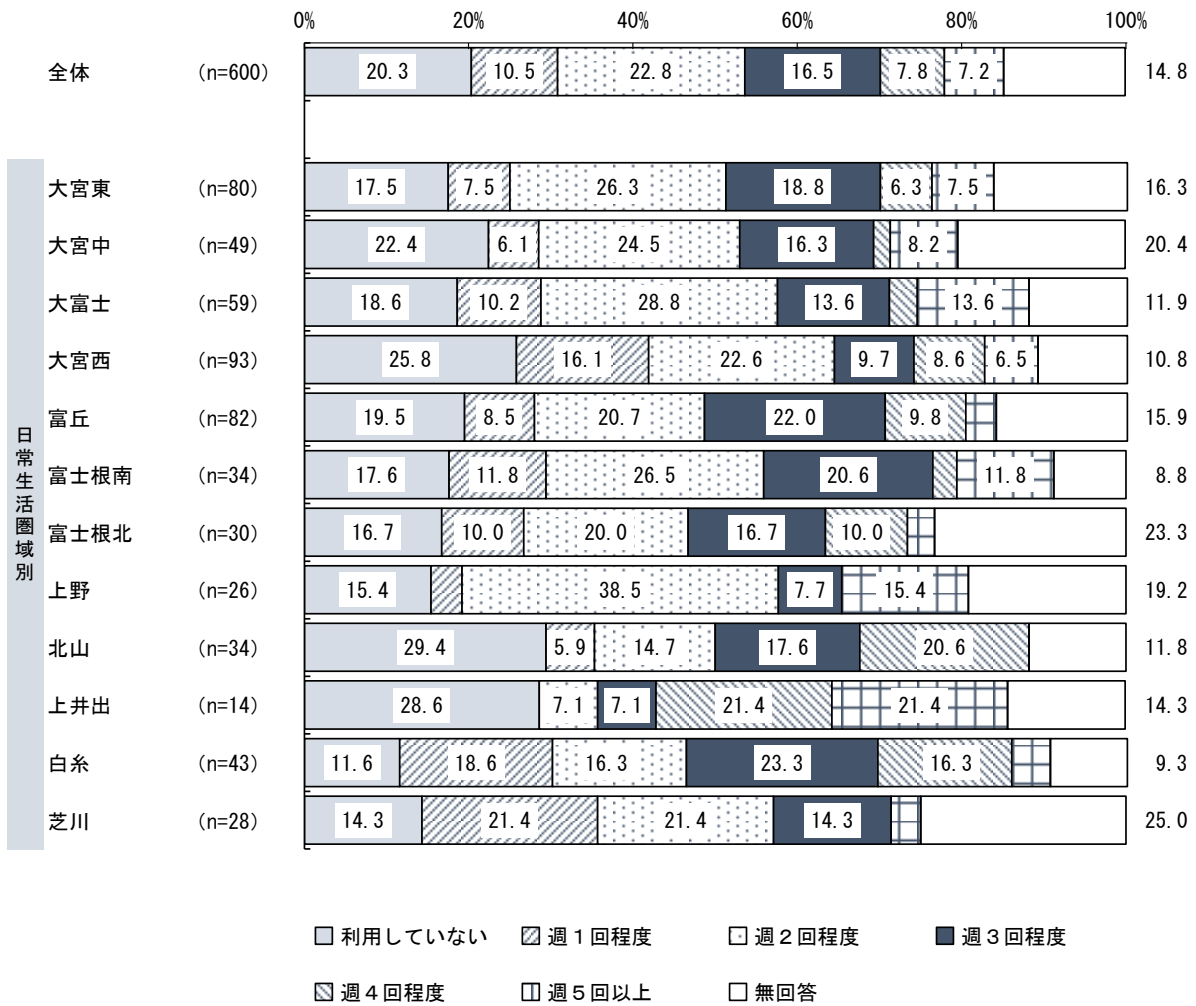 0% 20% 40% 60% 80% 100%
全体 (n=600) 20.3 10.5 22.8 16.5 7.8 7.2 14.8
日常生活圏域別
大宮東 (n=80) 17.5 7.5 26.3 18.8 6.3 7.5 16.3
大宮中 (n=49) 22.4 6.1 24.5 16.3 8.2 20.4
大富士 (n=59) 18.6 10.2 28.8 13.6 13.6 11.9
大宮西 (n=93) 25.8 16.1 22.6 9.7 8.6 6.5 10.8
富丘 (n=82) 19.5 8.5 20.7 22.0 9.8 15.9
富士根南 (n=34) 17.6 11.8 26.5 20.6 11.8 8.8
富士根北 (n=30) 16.7 10.0 20.0 16.7 10.0 23.3
上野 (n=26) 15.4 38.5 7.7 15.4 19.2
北山 (n=34) 29.4 5.9 14.7 17.6 20.6 11.8
上井出 (n=14) 28.6 7.1 7.1 21.4 21.4 14.3
白糸 (n=43) 11.6 18.6 16.3 23.3 16.3 9.3
芝川 (n=28) 14.3 21.4 21.4 14.3 25.0
利用していない 週1回程度 週2回程度 週3回程度
週4回程度 週5回以上 無回答